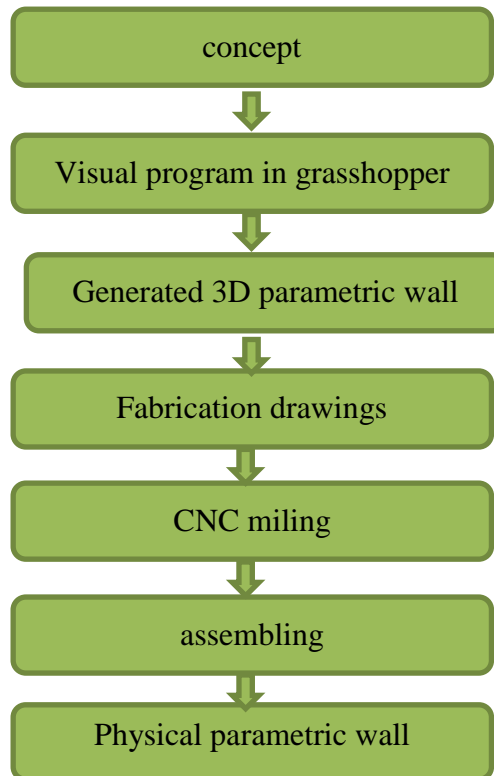 concept
Visual program in grasshopper
Generated 3D parametric wall
Fabrication drawings
CNC miling
assembling
Physical parametric wall